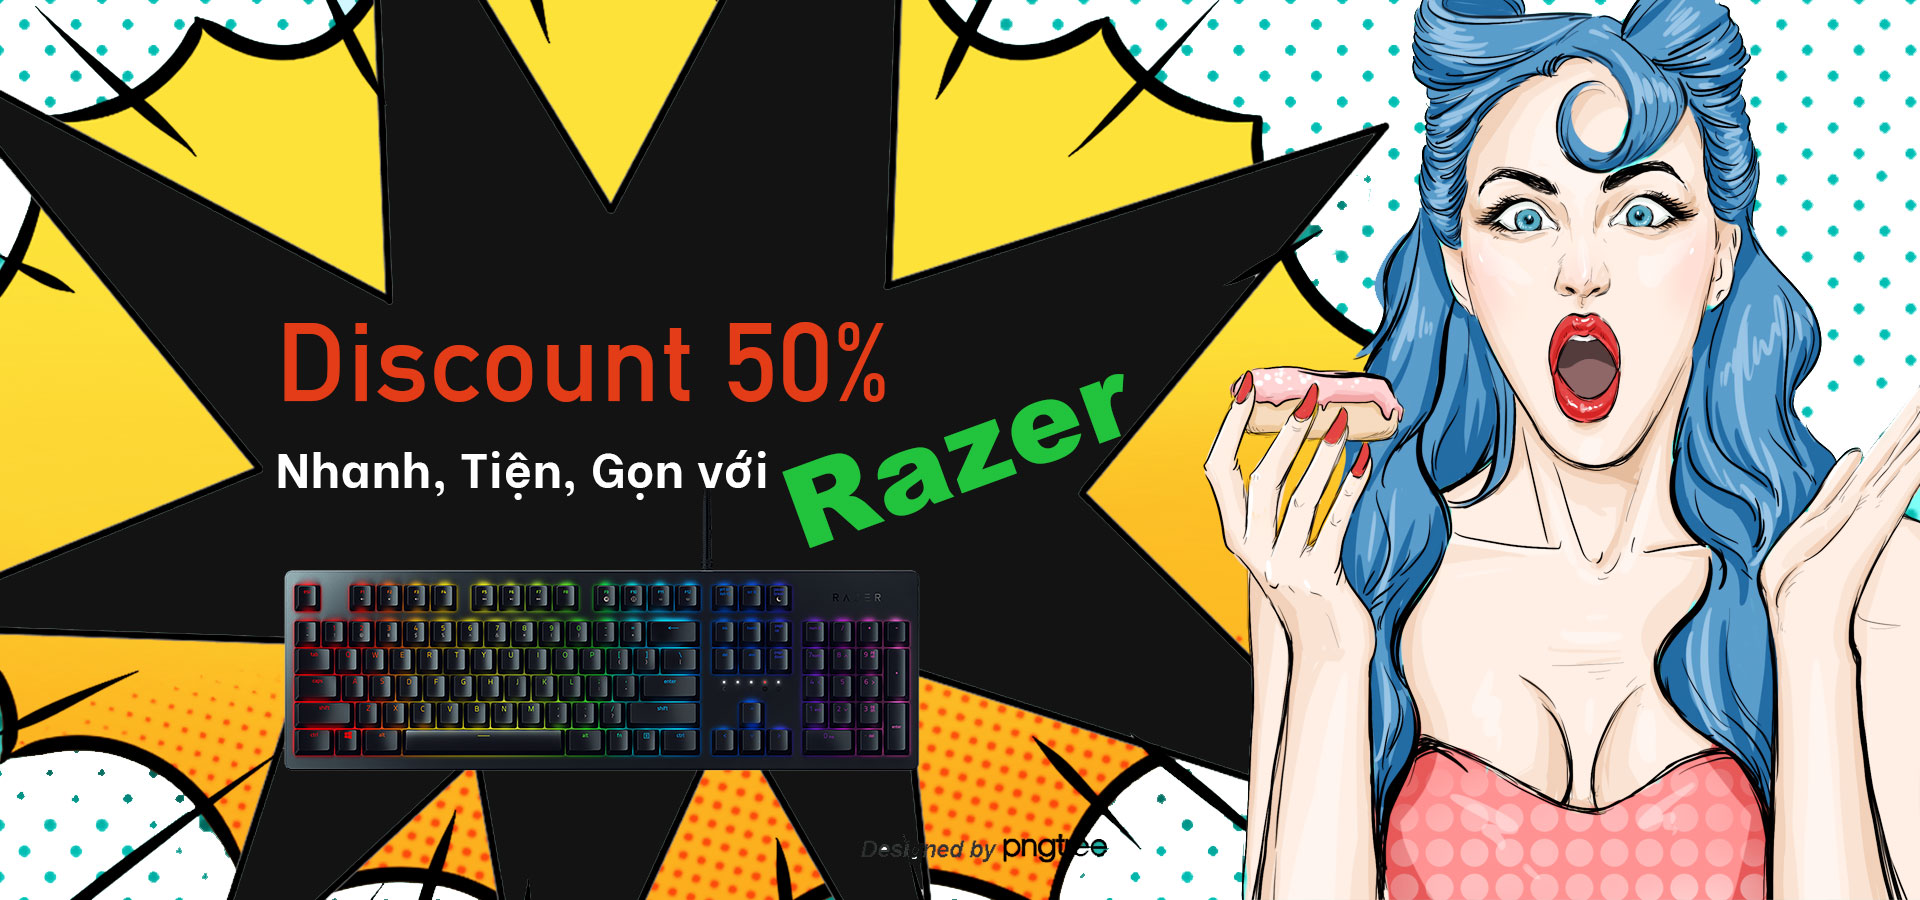 Discount 50%
Nhanh, Tiện, Gọn với
Razer
RAZER
Designed by pngtree